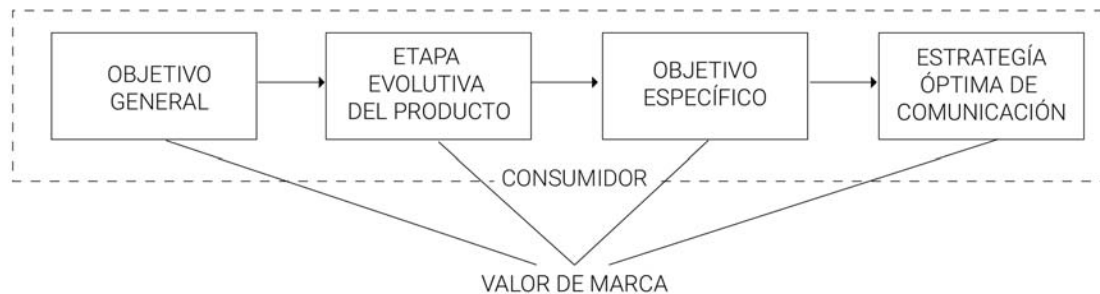 OBJETIVO
GENERAL
ETAPA
EVOLUTIVA
DEL PRODUCTO
OBJETIVO
ESPECÍFICO
ESTRATEGÍA
ÓPTIMA DE
COMUNICACIÓN
CONSUMIDOR
VALOR DE MARCA